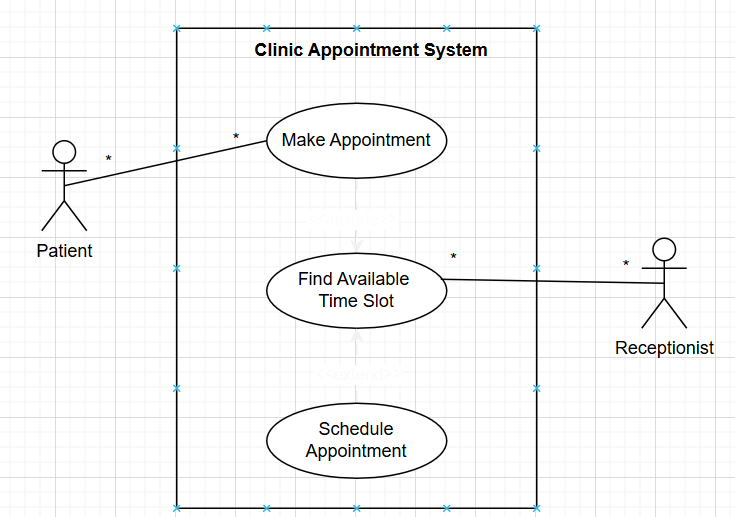 Clinic Appointment System
*
*
Make Appointment
Patient
*
*
Find Available
Time Slot
Receptionist
Schedule
Appointment